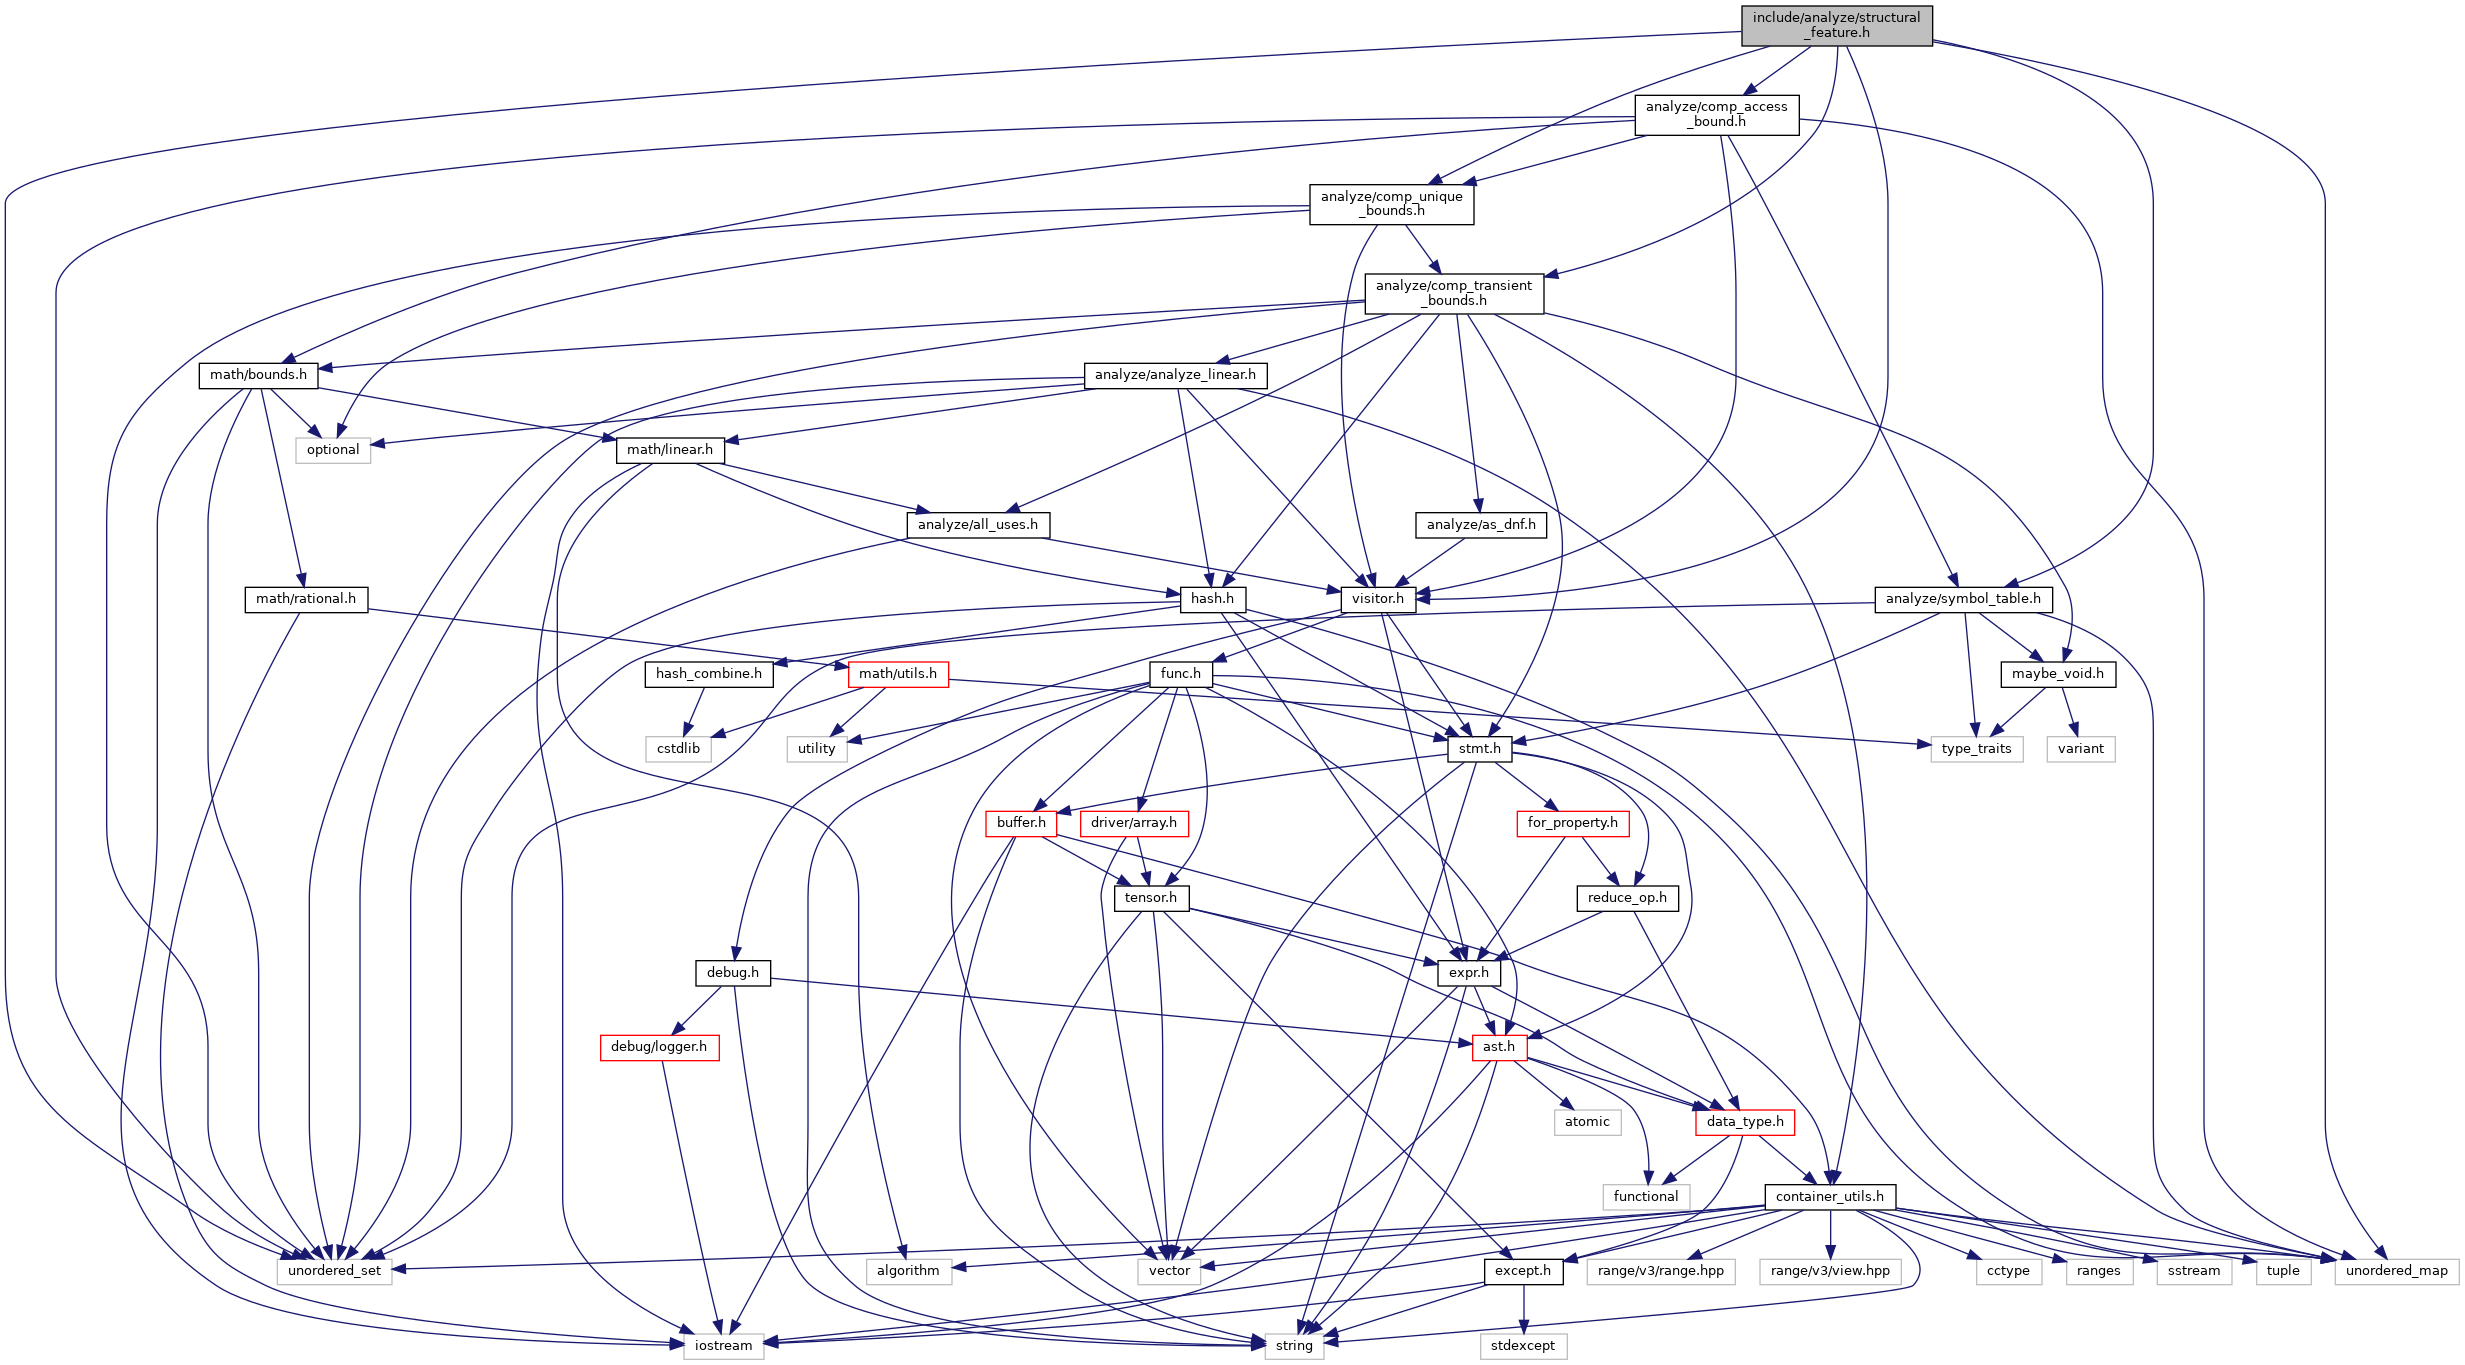 include/analyze/structural
_feature.h
analyze/comp_access
_bound.h
analyze/comp_unique
_bounds.h
analyze/comp_transient
_bounds.h
math/bounds.h
analyze/analyze_linear.h
optional
math/linear.h
analyze/all_uses.h
analyze/as_dnf.h
math/rational.h
hash.h
visitor.h
analyze/symbol_table.h
hash_combine.h
math/utils.h
func.h
maybe_void.h
cstdlib
utility
stmt.h
type_traits
variant
buffer.h
driver/array.h
for_property.h
tensor.h
reduce_op.h
debug.h
expr.h
debug/logger.h
ast.h
atomic
data_type.h
functional
container_utils.h
unordered_set
algorithm
vector
except.h
range/v3/range.hpp
range/v3/view.hpp
cctype
ranges
sstream
tuple
unordered_map
iostream
string
stdexcept